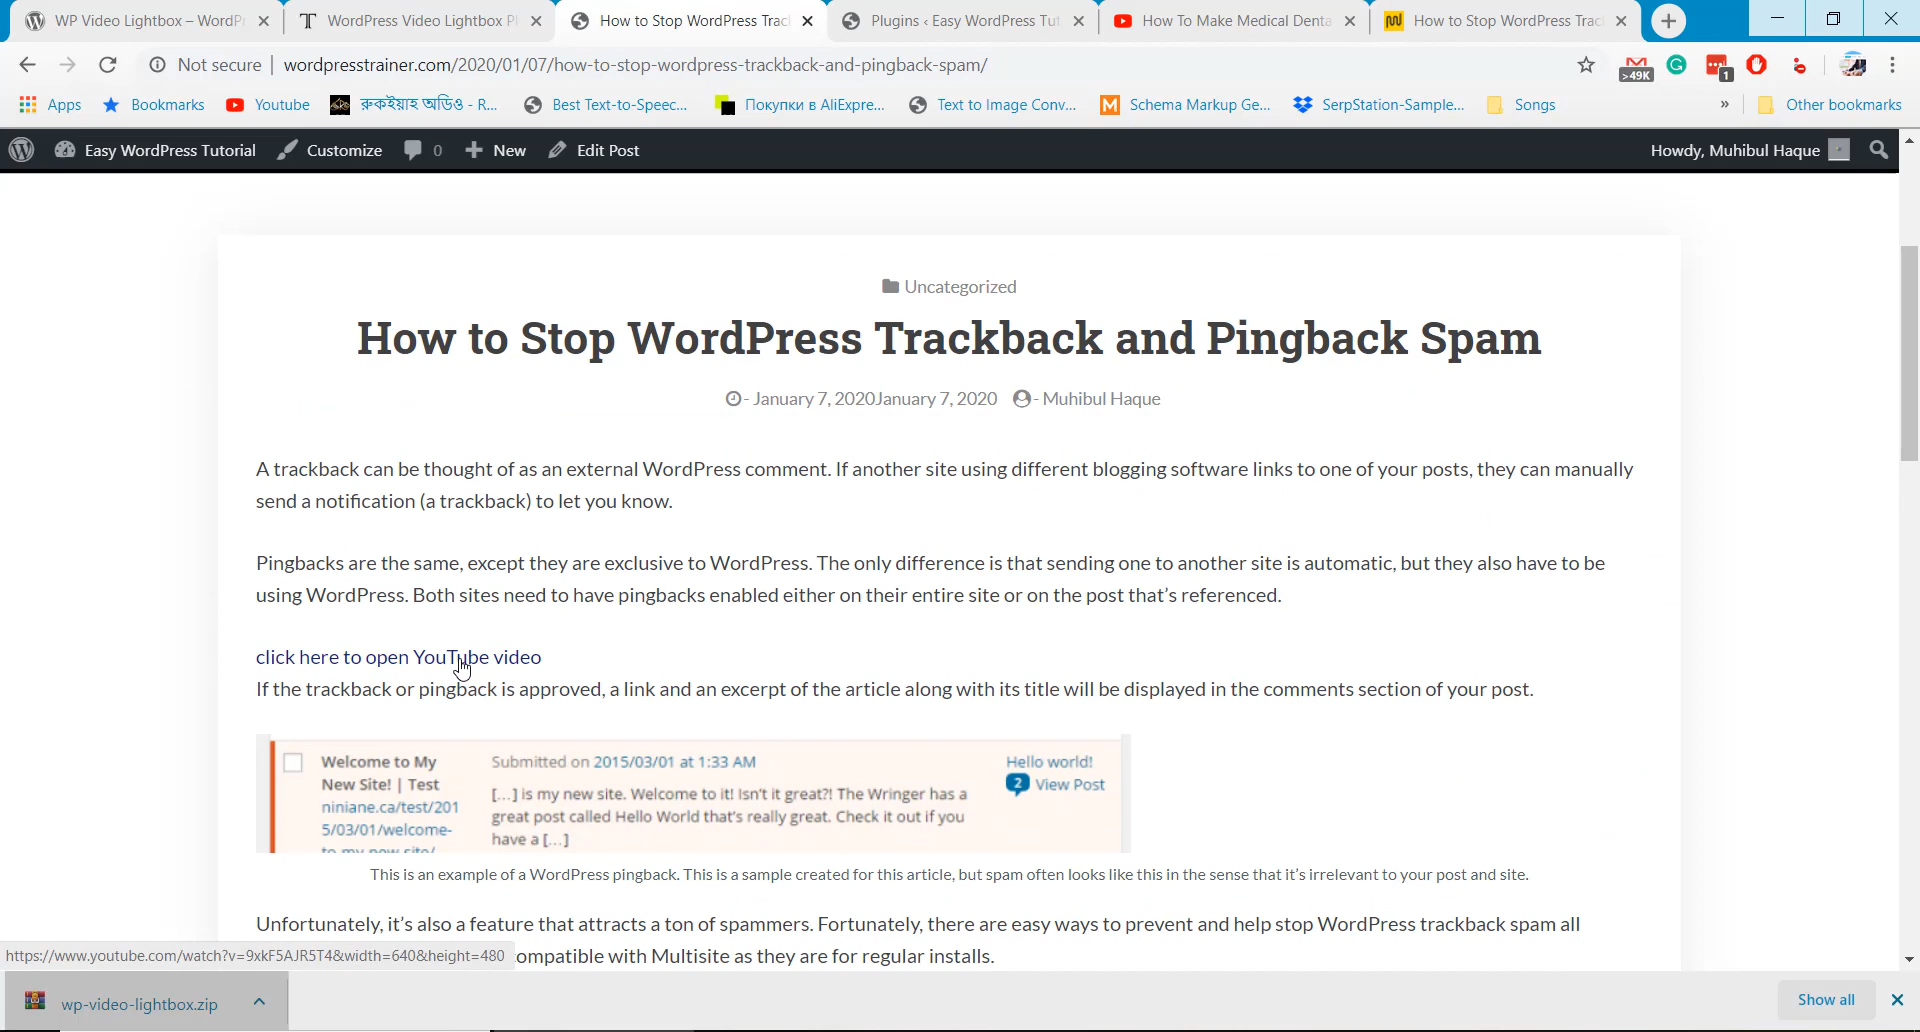 WP Video Lightbox – WordPr
WordPress Video Lightbox Pl
How to Stop WordPress Trac
Plugins ‹ Easy WordPress Tut
How To Make Medical Denta
How to Stop WordPress Trac
Not secure | wordpresstrainer.com/2020/01/07/how-to-stop-wordpress-trackback-and-pingback-spam/
>49K
1
Apps
Bookmarks
Youtube
রুকইয়াহ অডিও - R...
Best Text-to-Speec...
Покупки в AliExpre...
Text to Image Conv...
Schema Markup Ge...
SerpStation-Sample...
Songs
»
Other bookmarks
Easy WordPress Tutorial
Customize
0
New
Edit Post
Howdy, Muhibul Haque
Uncategorized
How to Stop WordPress Trackback and Pingback Spam
- January 7, 2020January 7, 2020 - Muhibul Haque
A trackback can be thought of as an external WordPress comment. If another site using different blogging software links to one of your posts, they can manually
send a notification (a trackback) to let you know.
Pingbacks are the same, except they are exclusive to WordPress. The only difference is that sending one to another site is automatic, but they also have to be
using WordPress. Both sites need to have pingbacks enabled either on their entire site or on the post that’s referenced.
click here to open YouTube video
If the trackback or pingback is approved, a link and an excerpt of the article along with its title will be displayed in the comments section of your post.
Welcome to My
New Site! | Test
niniane.ca/test/201
5/03/01/welcome-
to-my-new-site/
Submitted on 2015/03/01 at 1:33 AM
[...] is my new site. Welcome to it! Isn't it great?! The Wringer has a
great post called Hello World that's really great. Check it out if you
have a [...]
Hello world!
2 View Post
This is an example of a WordPress pingback. This is a sample created for this article, but spam often looks like this in the sense that it’s irrelevant to your post and site.
Unfortunately, it’s also a feature that attracts a ton of spammers. Fortunately, there are easy ways to prevent and help stop WordPress trackback spam all
ompatible with Multisite as they are for regular installs.
https://www.youtube.com/watch?v=9xkF5AJR5T4&width=640&height=480
wp-video-lightbox.zip
Show all